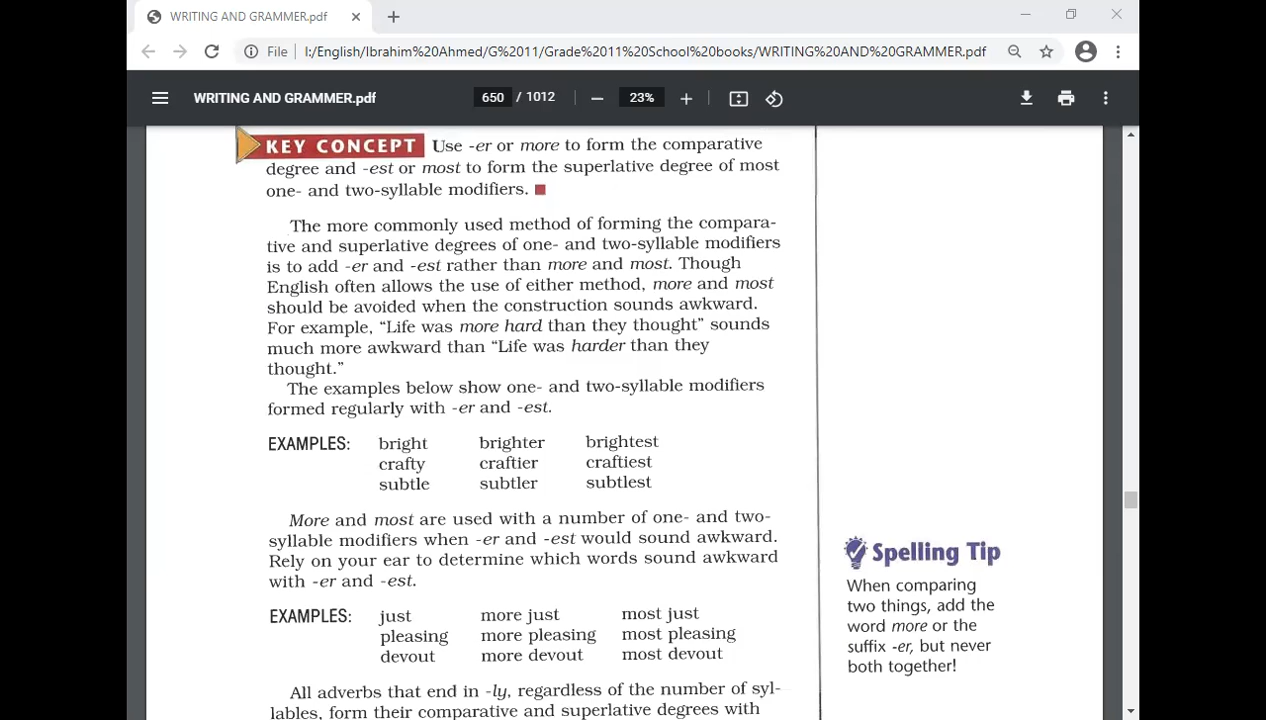 WRITING AND GRAMMER.pdf
File I:/English/Ibrahim%20Ahmed/G%2011/Grade%2011%20School%20books/WRITING%20AND%20GRAMMER.pdf
WRITING AND GRAMMER.pdf 650 / 1012 23%
KEY CONCEPT Use -er or more to form the comparative
degree and -est or most to form the superlative degree of most
one- and two-syllable modifiers.
The more commonly used method of forming the compara-
tive and superlative degrees of one- and two-syllable modifiers
is to add -er and -est rather than more and most. Though
English often allows the use of either method, more and most
should be avoided when the construction sounds awkward.
For example, “Life was more hard than they thought” sounds
much more awkward than “Life was harder than they
thought.”
The examples below show one- and two-syllable modifiers
formed regularly with -er and -est.
EXAMPLES: bright brighter brightest
crafty craftier craftiest
subtle subtler subtlest
More and most are used with a number of one- and two-
syllable modifiers when -er and -est would sound awkward.
Rely on your ear to determine which words sound awkward
with -er and -est.
EXAMPLES: just more just most just
pleasing more pleasing most pleasing
devout more devout most devout
All adverbs that end in -ly, regardless of the number of syl-
lables, form their comparative and superlative degrees with
Spelling Tip
When comparing
two things, add the
word more or the
suffix -er, but never
both together!